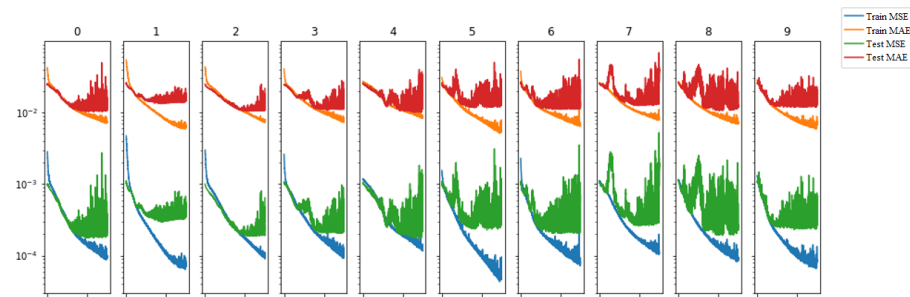 0 1 2 3 4 5 6 7 8 9
Train MSE
Train MAE
Test MSE
Test MAE
10⁻²
10⁻³
10⁻⁴